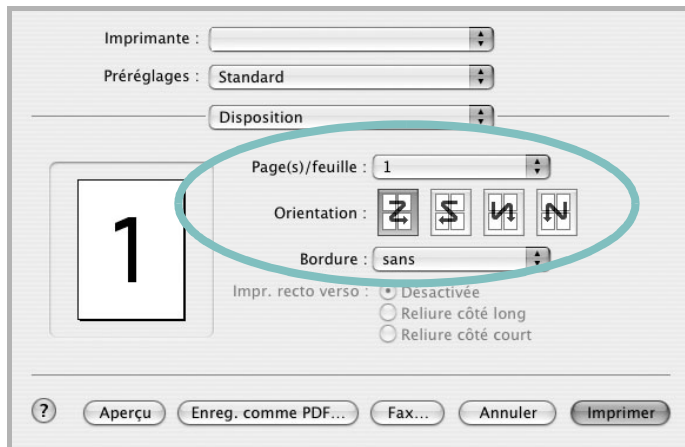 Imprimante :
Préréglages : Standard
Disposition
Page(s)/feuille : 1
1
Orientation :
Bordure : sans
Impr. recto verso : Désactivée
Reliure côté long
Reliure côté court
? Aperçu Enreg. comme PDF... Fax... Annuler Imprimer